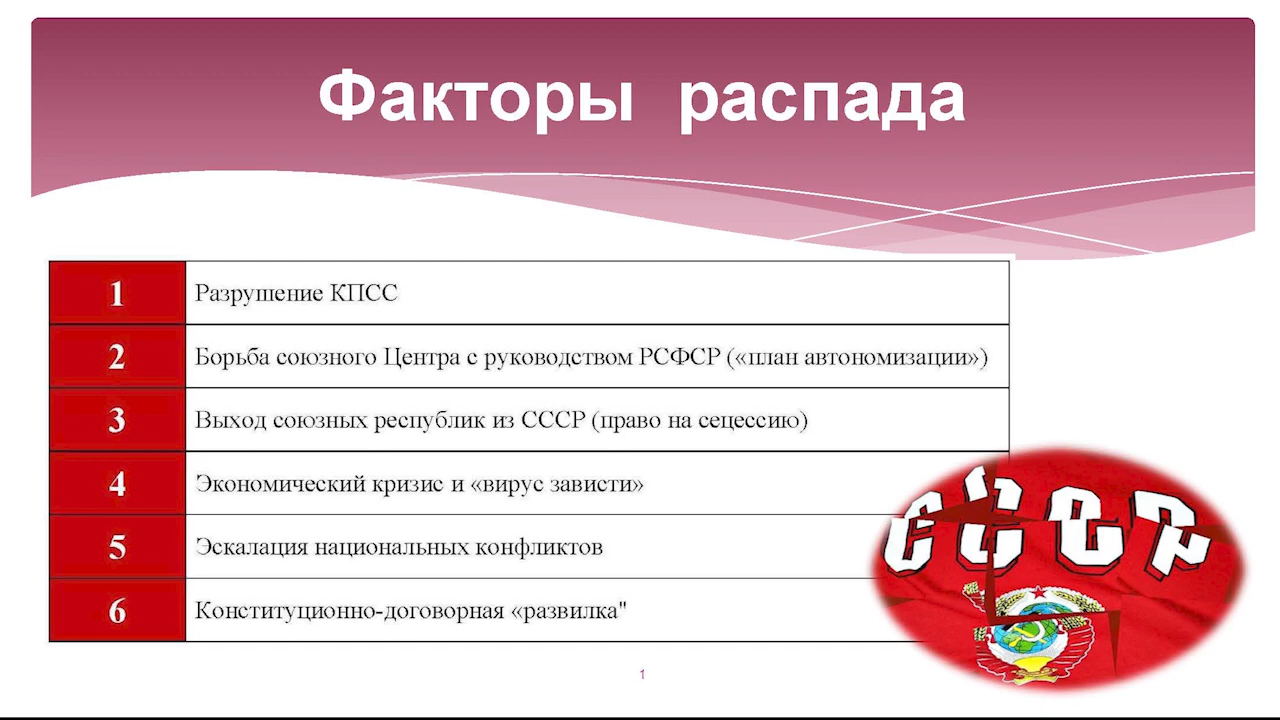 Факторы распада
1 Разрушение КПСС
2 Борьба союзного Центра с руководством РСФСР («план автономизации»)
3 Выход союзных республик из СССР (право на сецессию)
4 Экономический кризис и «вирус зависти»
5 Эскалация национальных конфликтов
6 Конституционно-договорная «развилка"
СССР
1